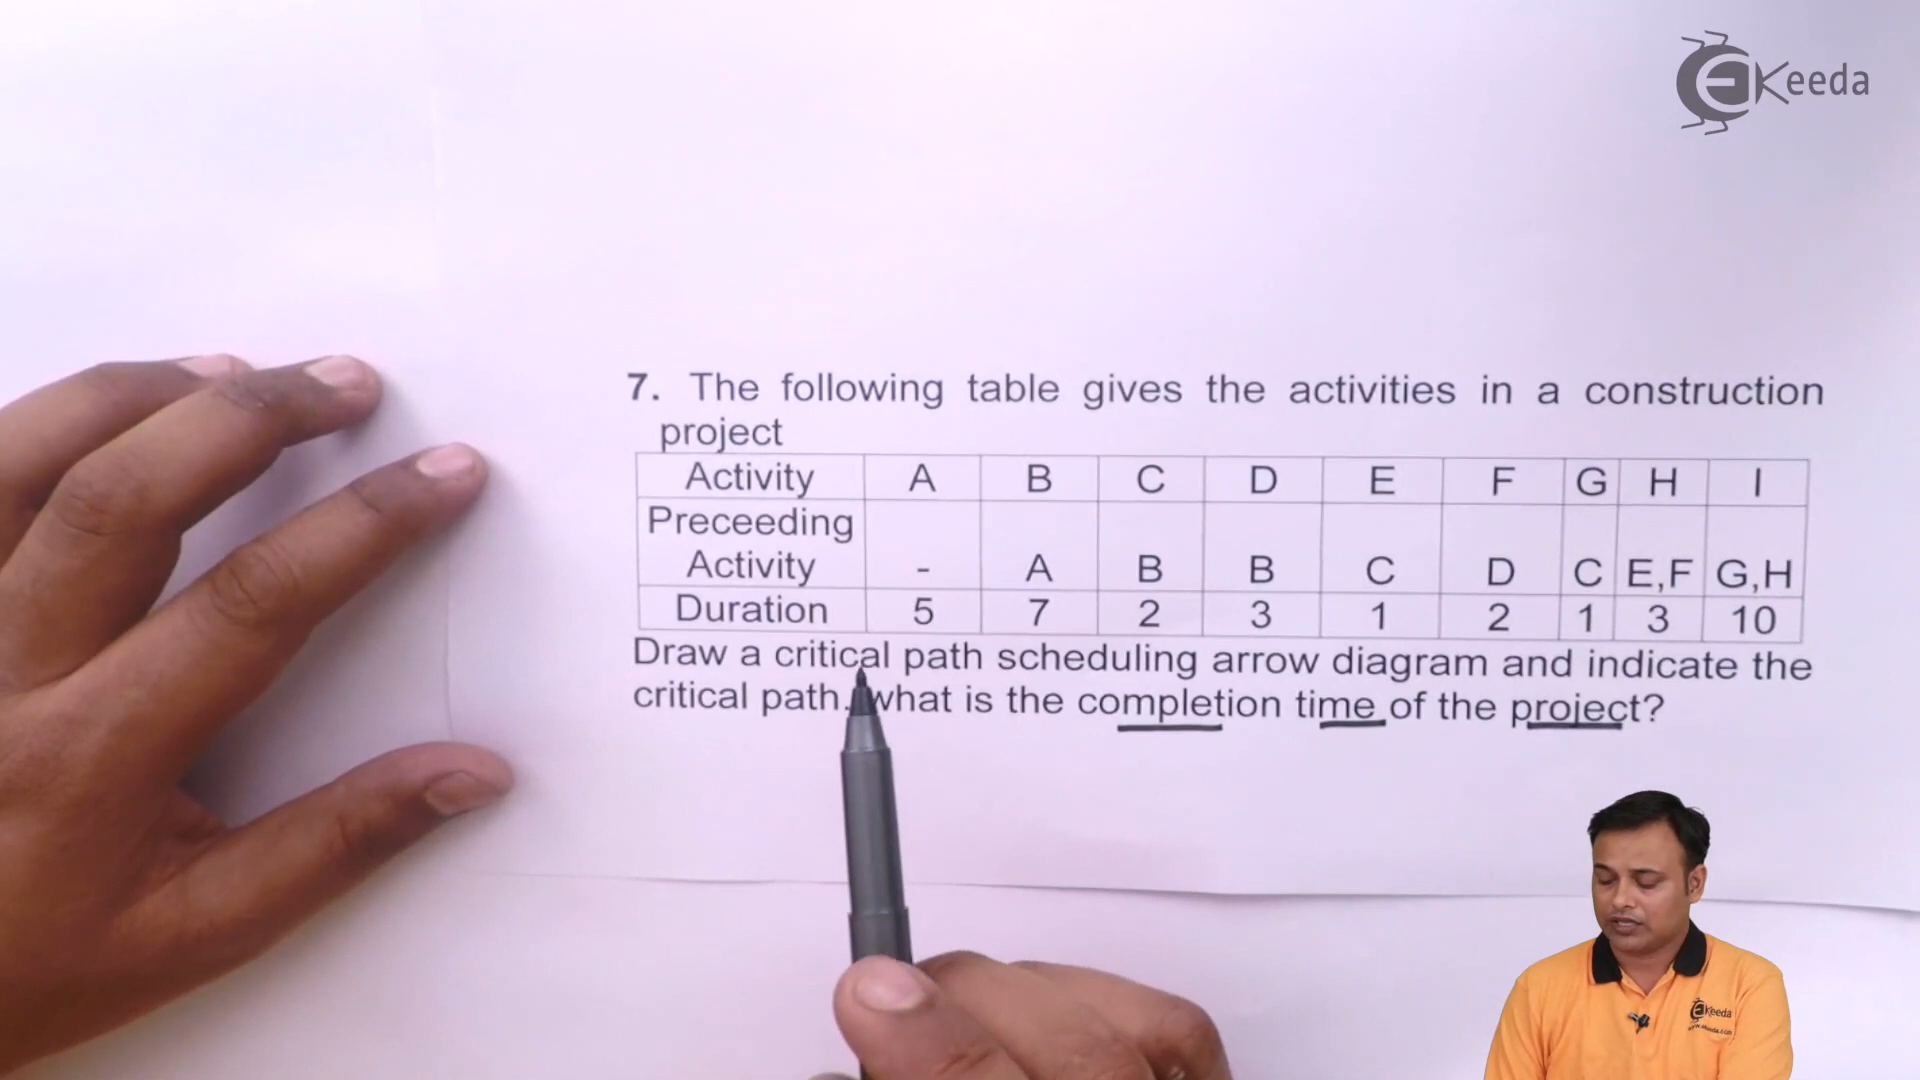 Keeda
7. The following table gives the activities in a construction
project
Activity A B C D E F G H I
Preceeding
Activity - A B B C D C E,F G,H
Duration 5 7 2 3 1 2 1 3 10
Draw a critical path scheduling arrow diagram and indicate the
critical path. what is the completion time of the project?
Keeda